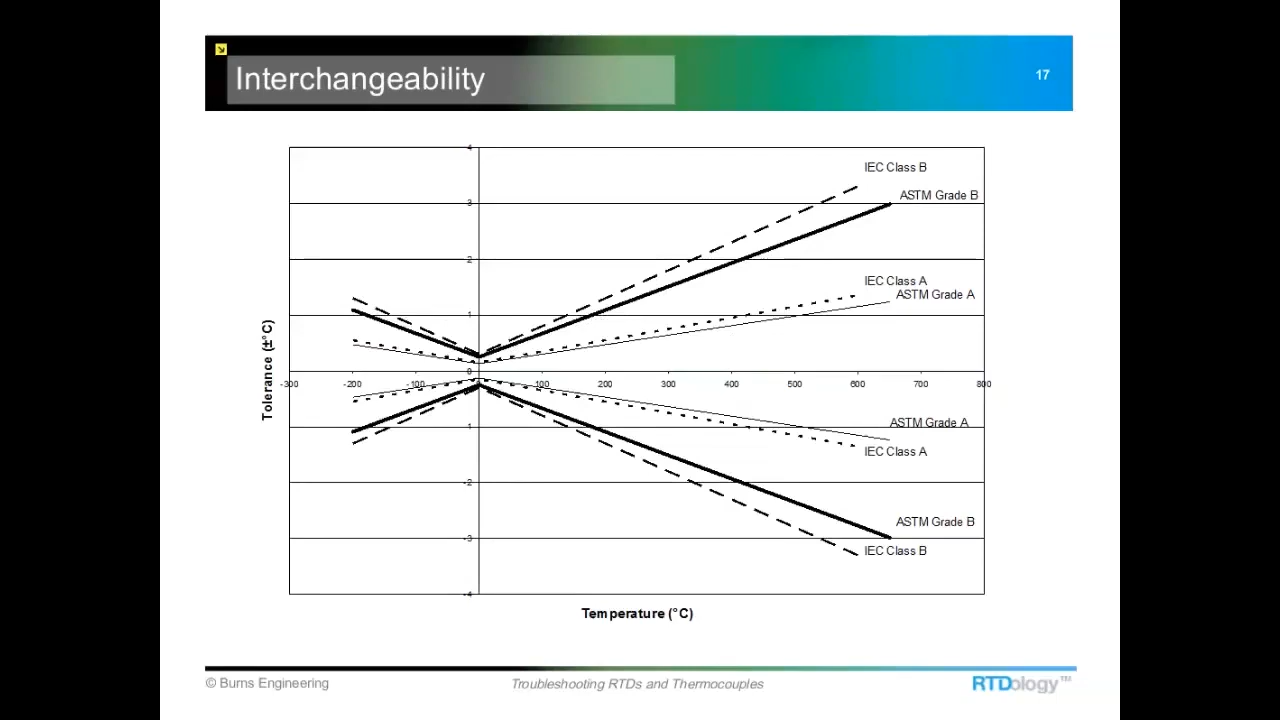 Interchangeability
17
4
IEC Class B
ASTM Grade B
3
2
IEC Class A
ASTM Grade A
1
Tolerance (±°C)
0
-300 -200 -100 100 200 300 400 500 600 700 800
ASTM Grade A
-1
IEC Class A
-2
ASTM Grade B
-3
IEC Class B
-4
Temperature (°C)
© Burns Engineering
Troubleshooting RTDs and Thermocouples
RTDology™